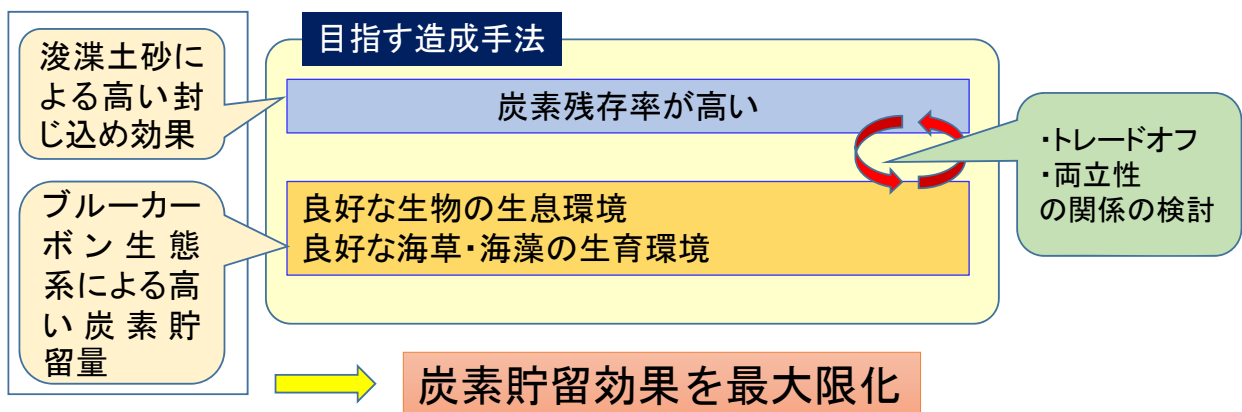 浚渫土砂に
よる高い封
じ込め効果
目指す造成手法
炭素残存率が高い
・トレードオフ
・両立性
の関係の検討
ブルーカー
ボン生態
系による高
い炭素貯
留量
良好な生物の生息環境
良好な海草・海藻の生育環境
炭素貯留効果を最大限化